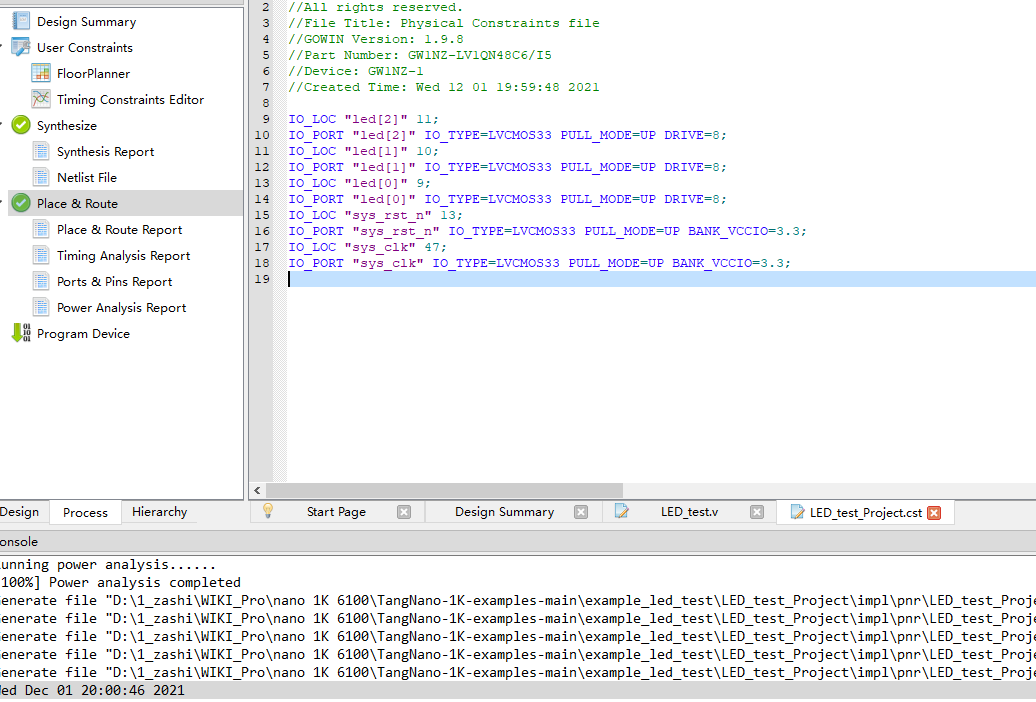 Design Summary
User Constraints
FloorPlanner
Timing Constraints Editor
Synthesize
Synthesis Report
Netlist File
Place & Route
Place & Route Report
Timing Analysis Report
Ports & Pins Report
Power Analysis Report
Program Device
2 //All rights reserved.
3 //File Title: Physical Constraints file
4 //GOWIN Version: 1.9.8
5 //Part Number: GW1NZ-LV1QN48C6/I5
6 //Device: GW1NZ-1
7 //Created Time: Wed 12 01 19:59:48 2021
8
9 IO_LOC "led[2]" 11;
10 IO_PORT "led[2]" IO_TYPE=LVCMOS33 PULL_MODE=UP DRIVE=8;
11 IO_LOC "led[1]" 10;
12 IO_PORT "led[1]" IO_TYPE=LVCMOS33 PULL_MODE=UP DRIVE=8;
13 IO_LOC "led[0]" 9;
14 IO_PORT "led[0]" IO_TYPE=LVCMOS33 PULL_MODE=UP DRIVE=8;
15 IO_LOC "sys_rst_n" 13;
16 IO_PORT "sys_rst_n" IO_TYPE=LVCMOS33 PULL_MODE=UP BANK_VCCIO=3.3;
17 IO_LOC "sys_clk" 47;
18 IO_PORT "sys_clk" IO_TYPE=LVCMOS33 PULL_MODE=UP BANK_VCCIO=3.3;
19
Design Process Hierarchy
Start Page Design Summary LED_test.v LED_test_Project.cst
onsole
unning power analysis......
100%] Power analysis completed
enerate file "D:\1_zashi\WIKI_Pro\nano 1K 6100\TangNano-1K-examples-main\example_led_test\LED_test_Project\impl\pnr\LED_test_Proje
enerate file "D:\1_zashi\WIKI_Pro\nano 1K 6100\TangNano-1K-examples-main\example_led_test\LED_test_Project\impl\pnr\LED_test_Proje
enerate file "D:\1_zashi\WIKI_Pro\nano 1K 6100\TangNano-1K-examples-main\example_led_test\LED_test_Project\impl\pnr\LED_test_Proje
enerate file "D:\1_zashi\WIKI_Pro\nano 1K 6100\TangNano-1K-examples-main\example_led_test\LED_test_Project\impl\pnr\LED_test_Proje
enerate file "D:\1_zashi\WIKI_Pro\nano 1K 6100\TangNano-1K-examples-main\example_led_test\LED_test_Project\impl\pnr\LED_test_Proje
ed Dec 01 20:00:46 2021